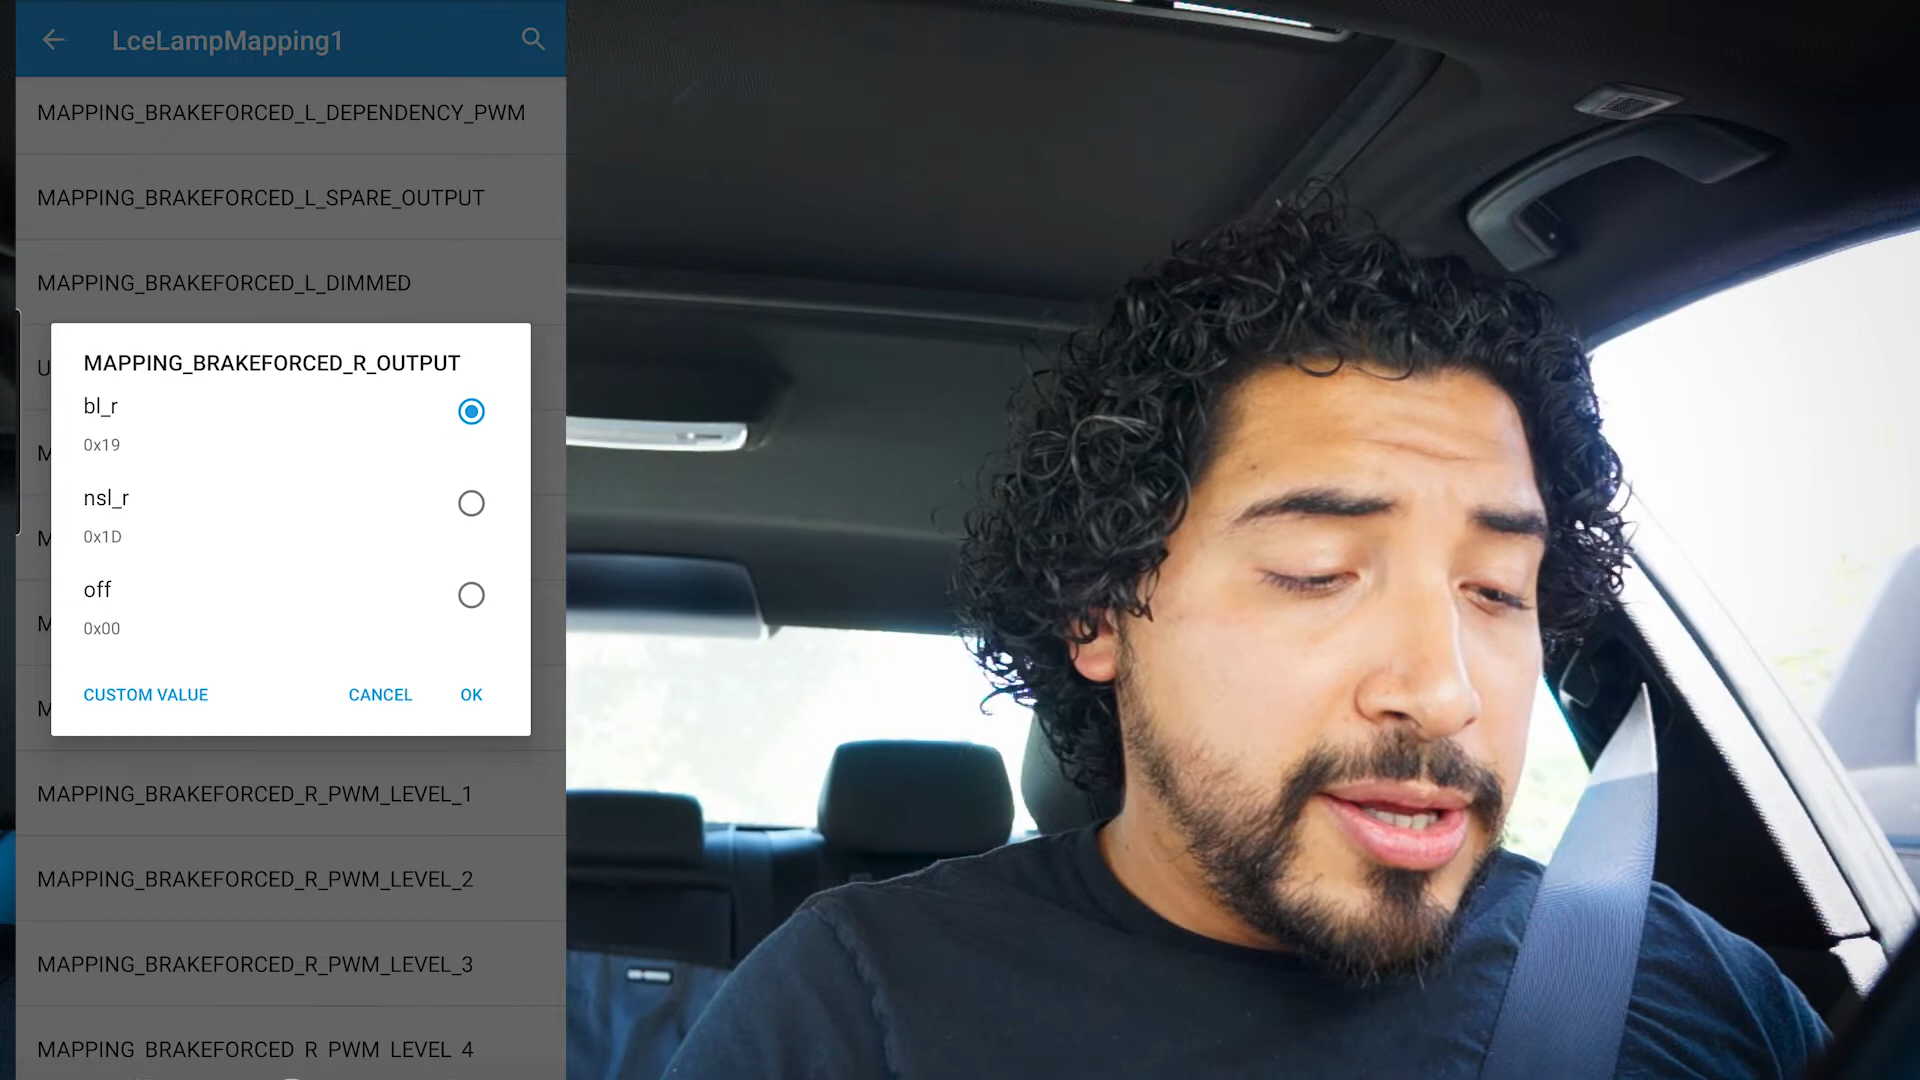 LceLampMapping1
MAPPING_BRAKEFORCED_L_DEPENDENCY_PWM
MAPPING_BRAKEFORCED_L_SPARE_OUTPUT
MAPPING_BRAKEFORCED_L_DIMMED
U
MAPPING_BRAKEFORCED_R_OUTPUT
bl_r
0x19
nsl_r
0x1D
off
0x00
CUSTOM VALUE
CANCEL
OK
M
M
M
M
MAPPING_BRAKEFORCED_R_PWM_LEVEL_1
MAPPING_BRAKEFORCED_R_PWM_LEVEL_2
MAPPING_BRAKEFORCED_R_PWM_LEVEL_3
MAPPING_BRAKEFORCED_R_PWM_LEVEL_4